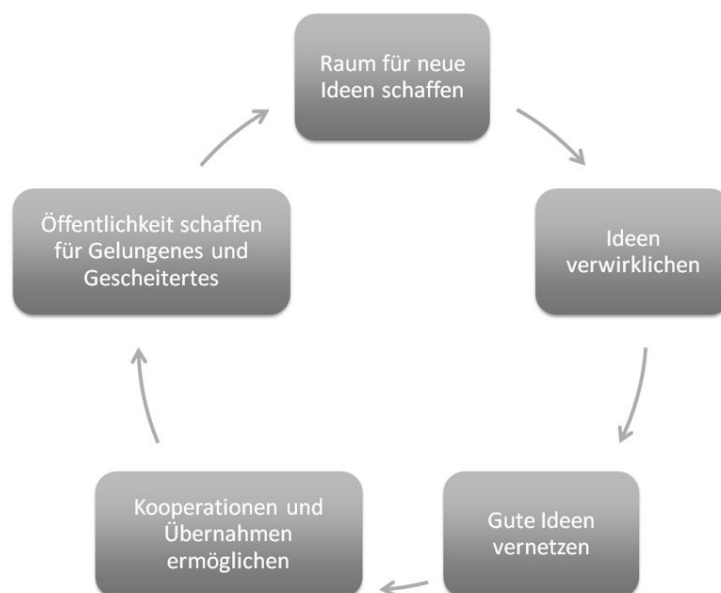 Raum für neue
Ideen schaffen
Ideen
verwirklichen
Gute Ideen
vernetzen
Kooperationen und
Übernahmen
ermöglichen
Öffentlichkeit schaffen
für Gelungenes und
Gescheitertes